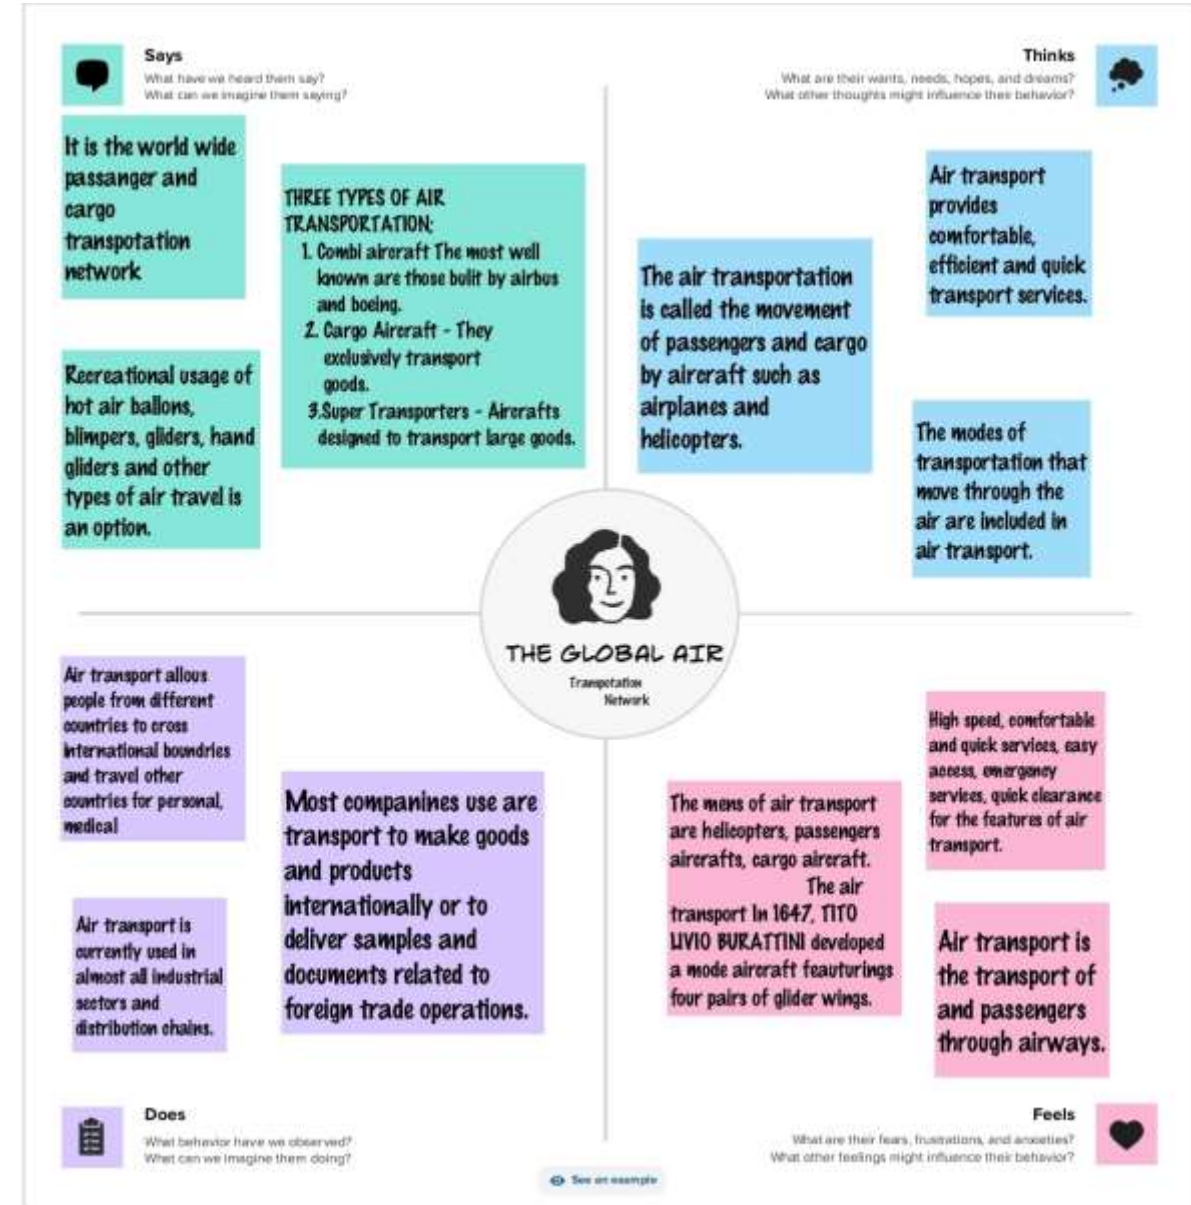 Says
What have we heard them say?
What can we imagine them saying?
It is the world wide
passanger and
cargo
transpotation
network
THREE TYPES OF AIR
TRANSPORTATION:
1. Combi aircraft The most well
known are those bulit by airbus
and boeing.
2. Cargo Aircraft - They
exclusively transport
goods.
3.Super Transporters - Aircrafts
designed to transport large goods.
Recreational usage of
hot air ballons,
blimpers, gliders, hand
gliders and other
types of air travel is
an option.
Thinks
What are their wants, needs, hopes, and dreams?
What other thoughts might influence their behavior?
Air transport
provides
comfortable,
efficient and quick
transport services.
The air transportation
is called the movement
of passengers and cargo
by aircraft such as
airplanes and
helicopters.
The modes of
transportation that
move through the
air are included in
air transport.
THE GLOBAL AIR
Transpotation
Network
Air transport allous
people from different
countries to cross
international boundries
and travel other
countries for personal,
medical
Most companines use are
transport to make goods
and products
internationally or to
deliver samples and
documents related to
foreign trade operations.
Air transport is
currently used in
almost all industrial
sectors and
distribution chains.
Does
What behavior have we observed?
What can we imagine them doing?
High speed, comfortable
and quick services, easy
access, emergency
services, quick clearance
for the features of air
transport.
The mens of air transport
are helicopters, passengers
aircrafts, cargo aircraft.
The air
transport In 1647, TITO
LIVIO BURATTINI developed
a mode aircraft feauturings
four pairs of glider wings.
Air transport is
the transport of
and passengers
through airways.
Feels
What are their fears, frustrations, and anxieties?
What other feelings might influence their behavior?
See an example